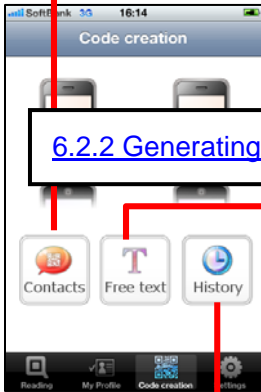 SoftBank 3G 16:14
Code creation
6.2.2 Generating
Contacts Free text History
Reading My Profile Code creation Settings